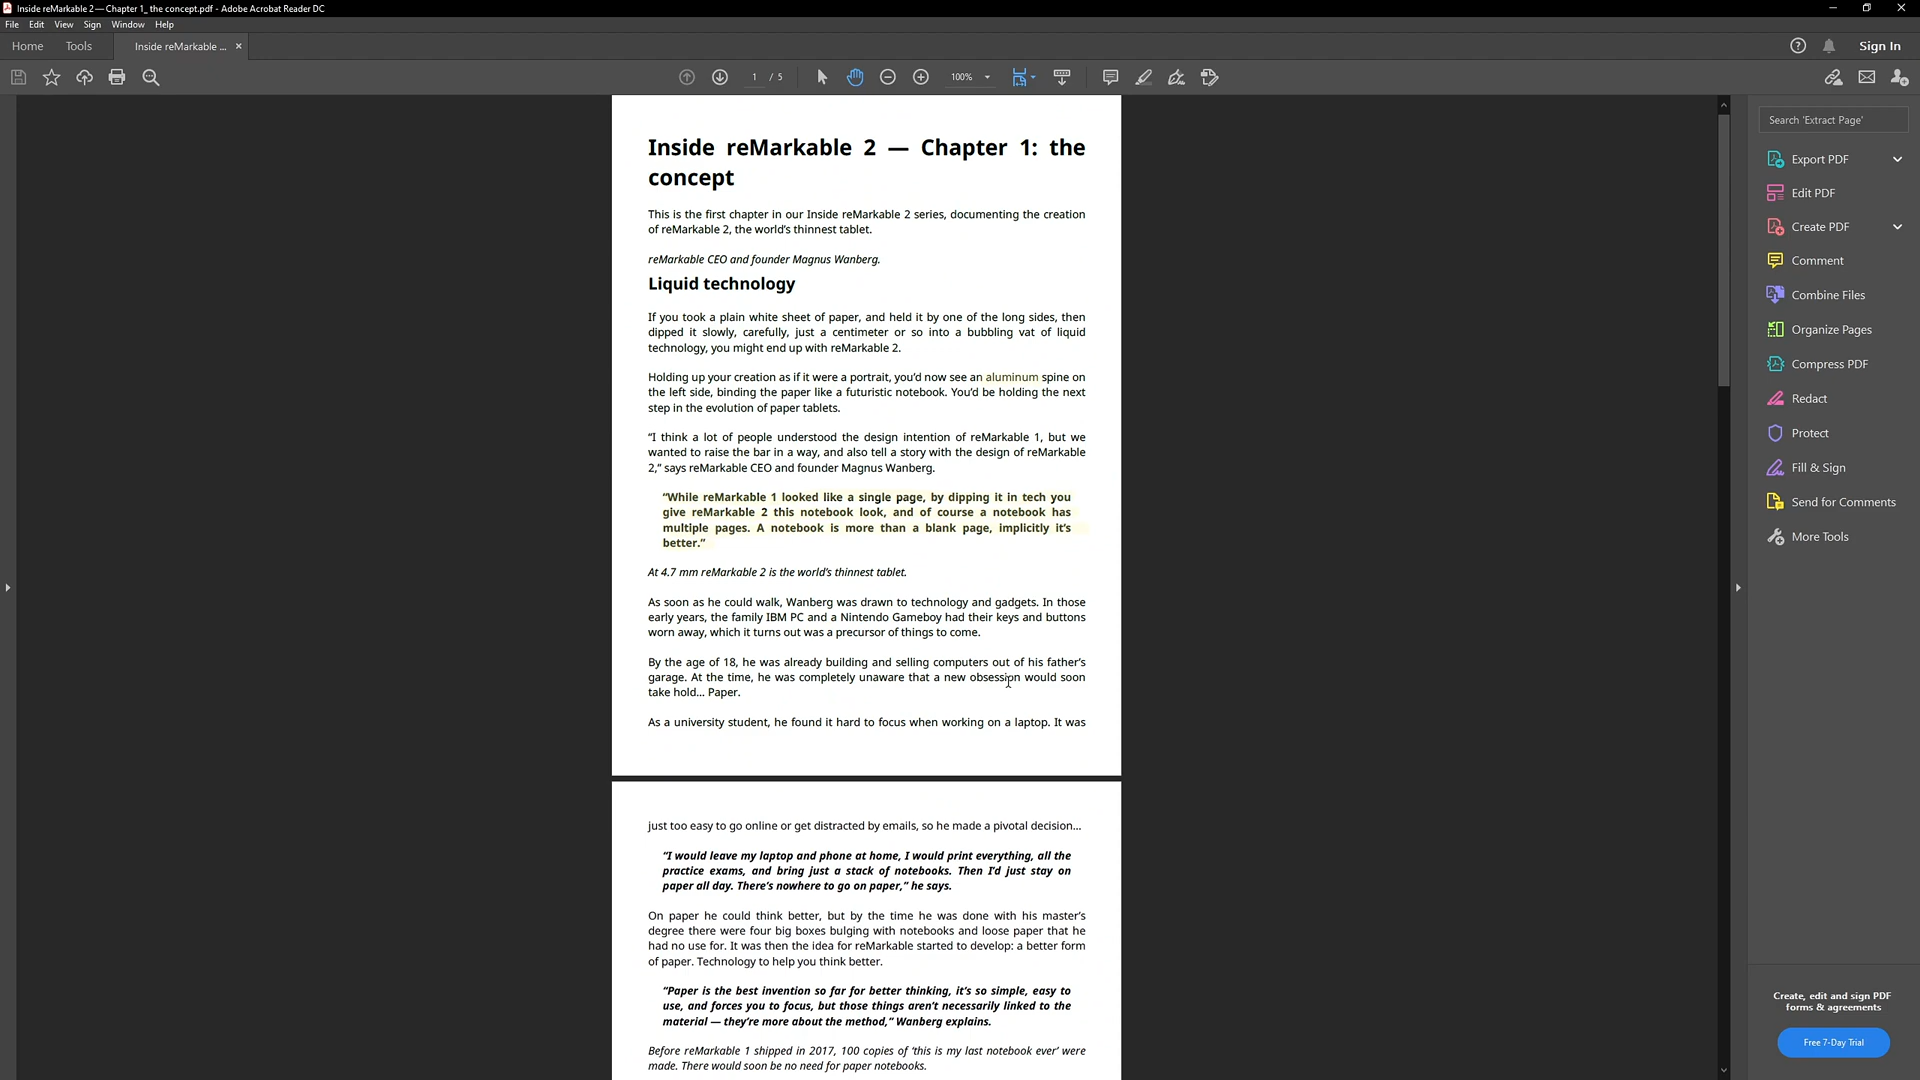 Inside reMarkable 2 — Chapter 1_ the concept.pdf - Adobe Acrobat Reader DC
File Edit View Sign Window Help
Home Tools Inside reMarkable ... × Sign In
1 / 5 100%
Inside reMarkable 2 — Chapter 1: the
concept
This is the first chapter in our Inside reMarkable 2 series, documenting the creation
of reMarkable 2, the world's thinnest tablet.
reMarkable CEO and founder Magnus Wanberg.
Liquid technology
If you took a plain white sheet of paper, and held it by one of the long sides, then
dipped it slowly, carefully, just a centimeter or so into a bubbling vat of liquid
technology, you might end up with reMarkable 2.
Holding up your creation as if it were a portrait, you'd now see an aluminum spine on
the left side, binding the paper like a futuristic notebook. You'd be holding the next
step in the evolution of paper tablets.
“I think a lot of people understood the design intention of reMarkable 1, but we
wanted to raise the bar in a way, and also tell a story with the design of reMarkable
2,” says reMarkable CEO and founder Magnus Wanberg.
“While reMarkable 1 looked like a single page, by dipping it in tech you
give reMarkable 2 this notebook look, and of course a notebook has
multiple pages. A notebook is more than a blank page, implicitly it's
better.”
At 4.7 mm reMarkable 2 is the world's thinnest tablet.
As soon as he could walk, Wanberg was drawn to technology and gadgets. In those
early years, the family IBM PC and a Nintendo Gameboy had their keys and buttons
worn away, which it turns out was a precursor of things to come.
By the age of 18, he was already building and selling computers out of his father's
garage. At the time, he was completely unaware that a new obsession would soon
take hold... Paper.
As a university student, he found it hard to focus when working on a laptop. It was
just too easy to go online or get distracted by emails, so he made a pivotal decision...
“I would leave my laptop and phone at home, I would print everything, all the
practice exams, and bring just a stack of notebooks. Then I'd just stay on
paper all day. There's nowhere to go on paper,” he says.
On paper he could think better, but by the time he was done with his master's
degree there were four big boxes bulging with notebooks and loose paper that he
had no use for. It was then the idea for reMarkable started to develop: a better form
of paper. Technology to help you think better.
“Paper is the best invention so far for better thinking, it's so simple, easy to
use, and forces you to focus, but those things aren't necessarily linked to the
material — they're more about the method,” Wanberg explains.
Before reMarkable 1 shipped in 2017, 100 copies of 'this is my last notebook ever' were
made. There would soon be no need for paper notebooks.
Search 'Extract Page'
Export PDF
Edit PDF
Create PDF
Comment
Combine Files
Organize Pages
Compress PDF
Redact
Protect
Fill & Sign
Send for Comments
More Tools
Create, edit and sign PDF
forms & agreements
Free 7-Day Trial